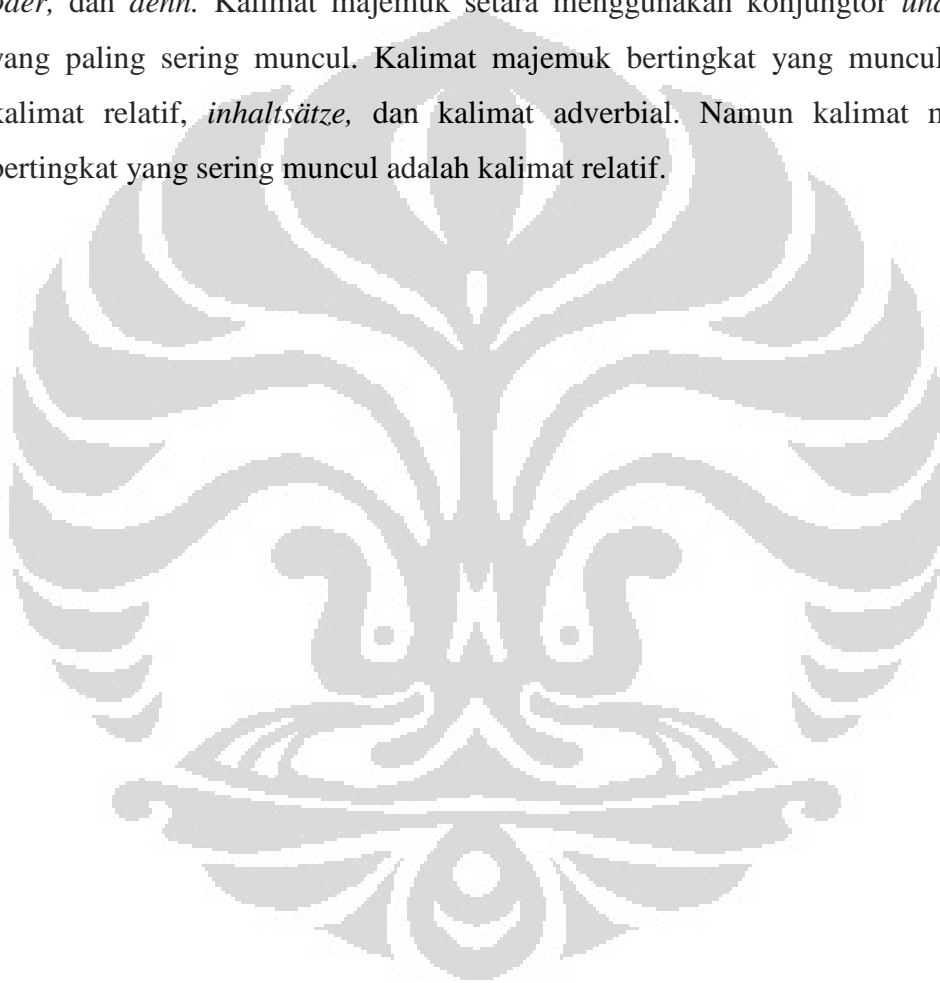 oder, dan denn. Kalimat majemuk setara menggunakan konjungtor und
yang paling sering muncul. Kalimat majemuk bertingkat yang muncul
kalimat relatif, inhaltsätze, dan kalimat adverbial. Namun kalimat
bertingkat yang sering muncul adalah kalimat relatif.